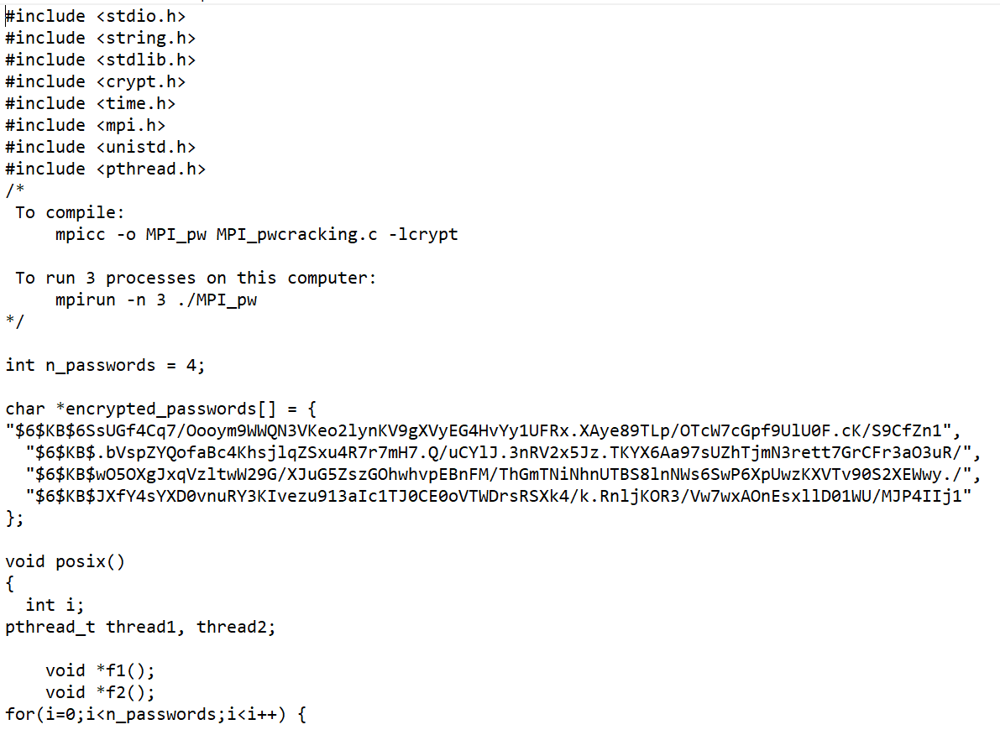 #include <stdio.h>
#include <string.h>
#include <stdlib.h>
#include <crypt.h>
#include <time.h>
#include <mpi.h>
#include <unistd.h>
#include <pthread.h>
/*
 To compile:
     mpicc -o MPI_pw MPI_pwcracking.c -lcrypt

 To run 3 processes on this computer:
     mpirun -n 3 ./MPI_pw
*/

int n_passwords = 4;

char *encrypted_passwords[] = {
"$6$KB$6SsUGf4Cq7/Oooym9WWQN3VKeo2lynKV9gXVyEG4HvYy1UFRx.XAye89TLp/OTcW7cGpf9UlU0F.cK/S9CfZn1",
  "$6$KB$.bVspZYQofaBc4KhsjlqZSxu4R7r7mH7.Q/uCYlJ.3nRV2x5Jz.TKYX6Aa97sUZhTjmN3rett7GrCFr3aO3uR/",
  "$6$KB$wO5OXgJxqVzltwW29G/XJuG5ZszGOhwhvpEBnFM/ThGmTNiNhnUTBS8lnNWs6SwP6XpUwzKXVTv90S2XEWwy./",
  "$6$KB$JXfY4sYXD0vnuRY3KIvezu913aIc1TJ0CE0oVTWDrsRSXk4/k.RnljKOR3/Vw7wxAOnEsxllD01WU/MJP4IIj1"
};

void posix()
{
  int i;
pthread_t thread1, thread2;

    void *f1();
    void *f2();
for(i=0;i<n_passwords;i<i++) {